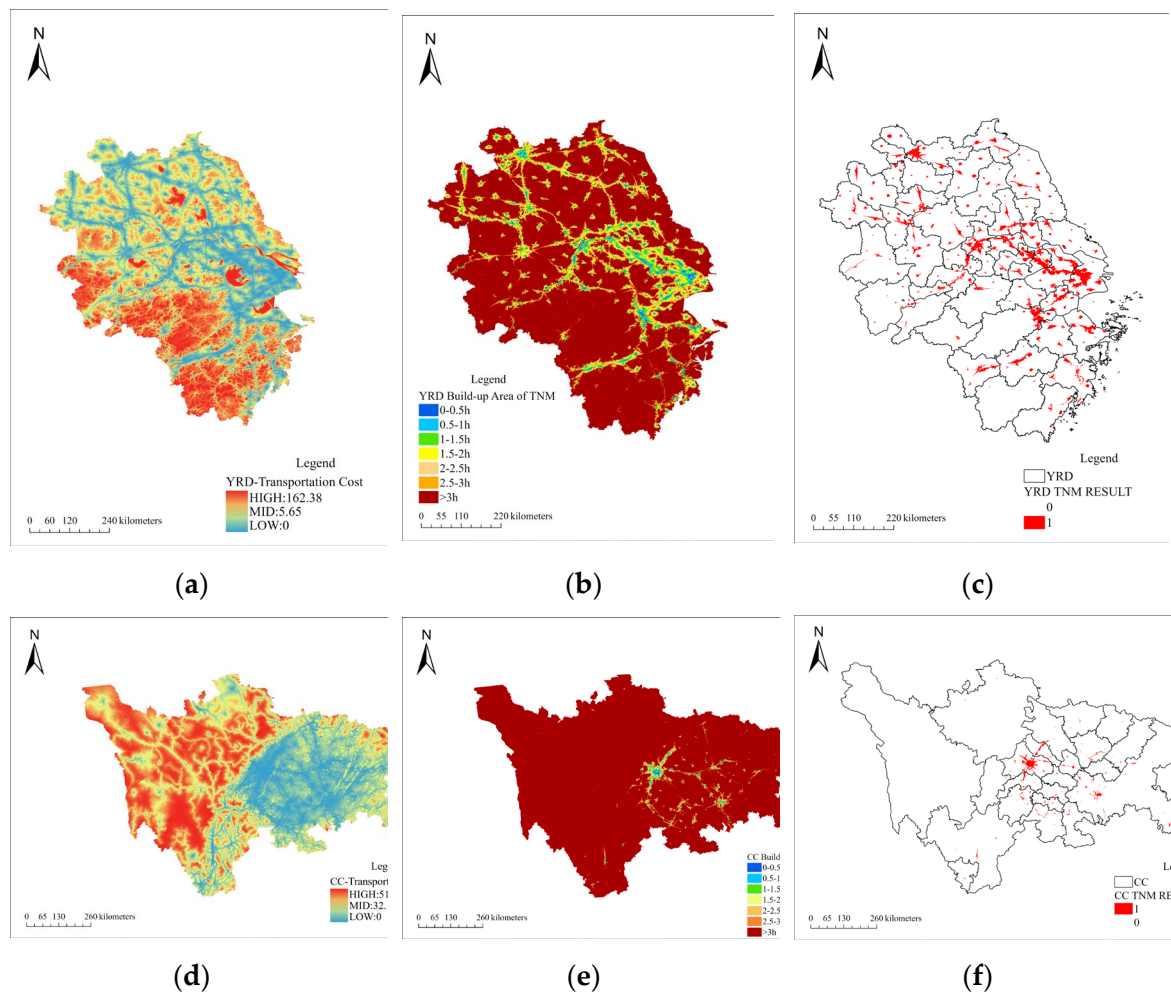 N
Legend
YRD-Transportation Cost
HIGH:162.38
MID:5.65
LOW:0
0 60 120 240 kilometers
(a)
N
Legend
YRD Build-up Area of TNM
0-0.5h
0.5-1h
1-1.5h
1.5-2h
2-2.5h
2.5-3h
>3h
0 55 110 220 kilometers
(b)
N
Legend
YRD
YRD TNM RESULT
0
1
0 55 110 220 kilometers
(c)
N
Leg
CC-Transport
HIGH:51
MID:32.
LOW:0
0 65 130 260 kilometers
(d)
N
CC Build
0-0.5
0.5-1
1-1.5
1.5-2
2-2.5
2.5-3
>3h
0 65 130 260 kilometers
(e)
N
Le
CC
CC TNM RE
1
0
0 65 130 260 kilometers
(f)